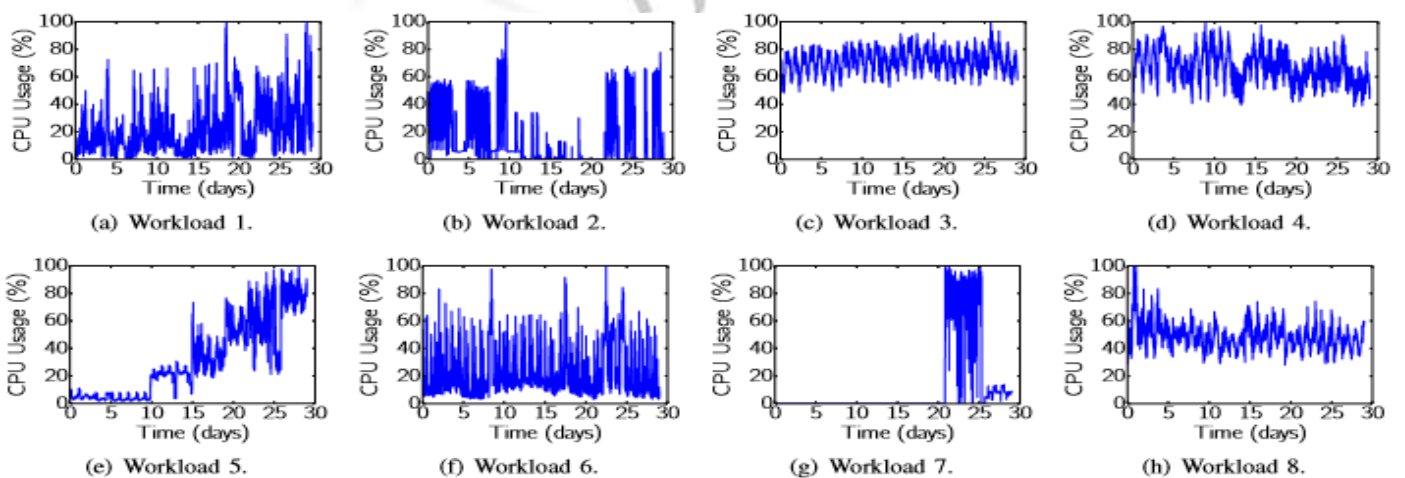 100
80
60
40
20
0
CPU Usage (%)
0 5 10 15 20 25 30
Time (days)
(a) Workload 1.
100
80
60
40
20
0
CPU Usage (%)
0 5 10 15 20 25 30
Time (days)
(b) Workload 2.
100
80
60
40
20
0
CPU Usage (%)
0 5 10 15 20 25 30
Time (days)
(c) Workload 3.
100
80
60
40
20
0
CPU Usage (%)
0 5 10 15 20 25 30
Time (days)
(d) Workload 4.
100
80
60
40
20
0
CPU Usage (%)
0 5 10 15 20 25 30
Time (days)
(e) Workload 5.
100
80
60
40
20
0
CPU Usage (%)
0 5 10 15 20 25 30
Time (days)
(f) Workload 6.
100
80
60
40
20
0
CPU Usage (%)
0 5 10 15 20 25 30
Time (days)
(g) Workload 7.
100
80
60
40
20
0
CPU Usage (%)
0 5 10 15 20 25 30
Time (days)
(h) Workload 8.